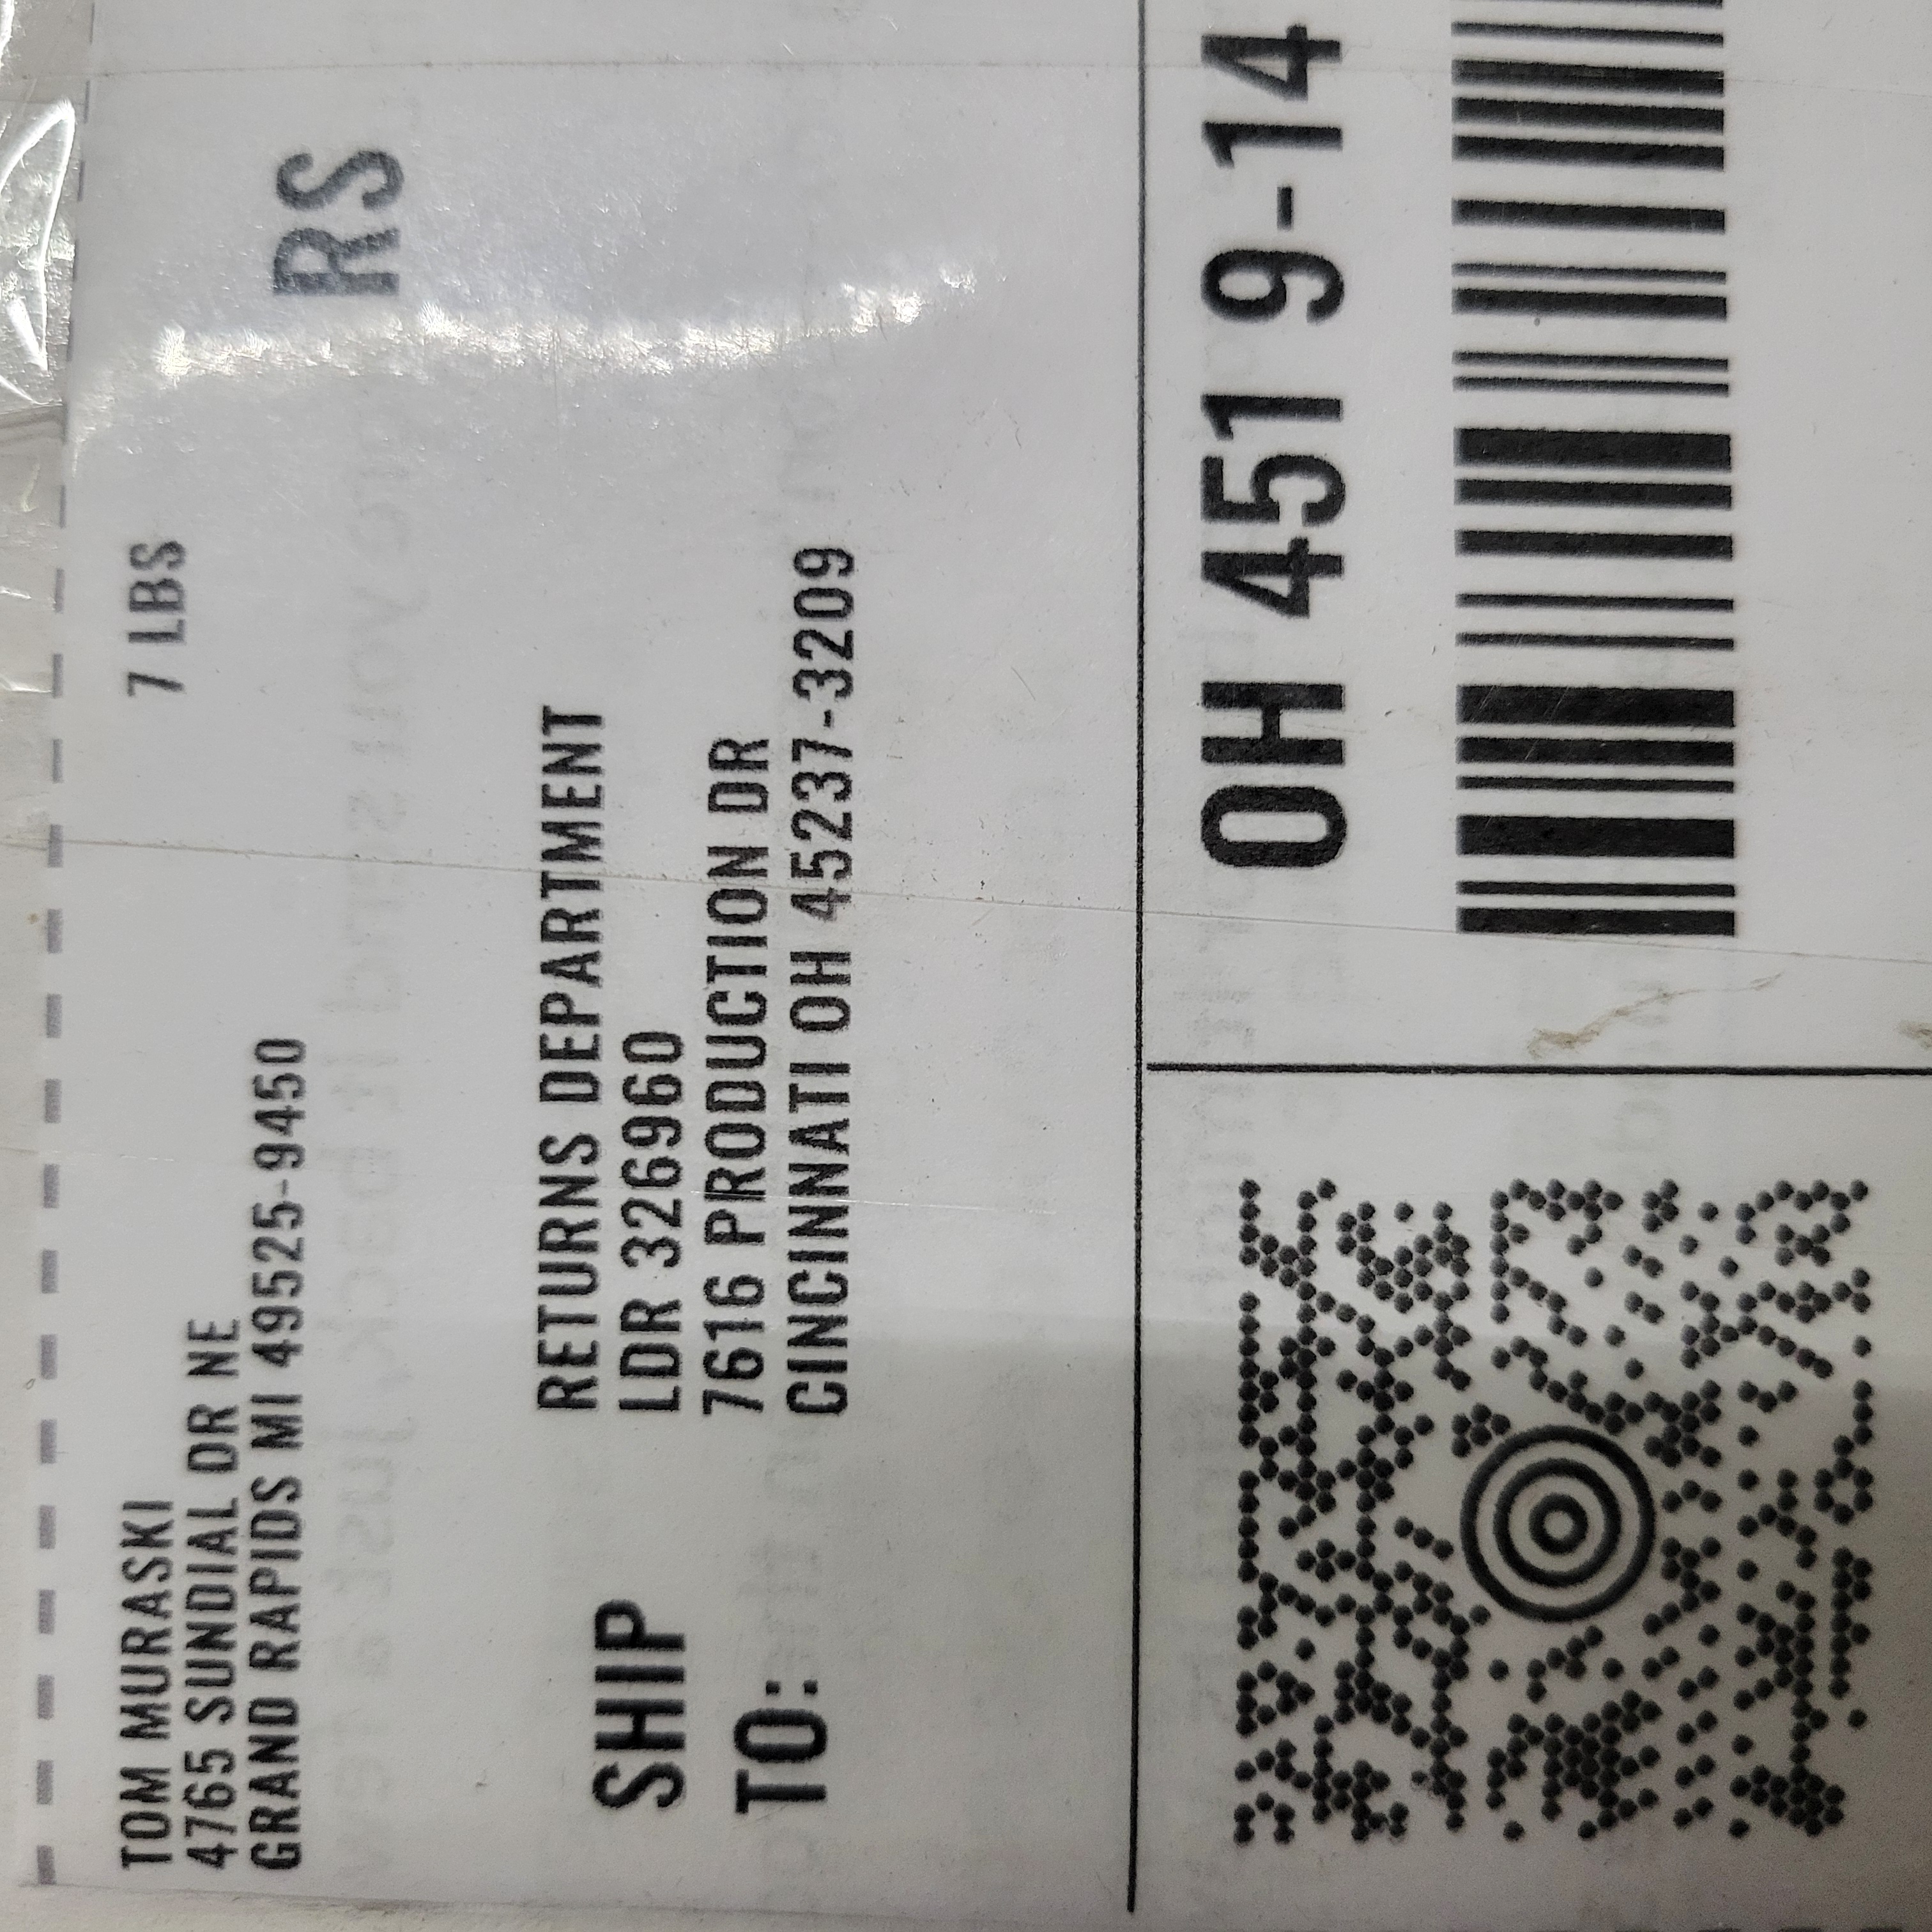 TOM MURASKI
4765 SUNDIAL DR NE
GRAND RAPIDS MI 49525-9450
7 LBS
RS
SHIP
TO:
RETURNS DEPARTMENT
LDR 326960
7616 PRODUCTION DR
CINCINNATI OH 45237-3209
OH 451 9-14